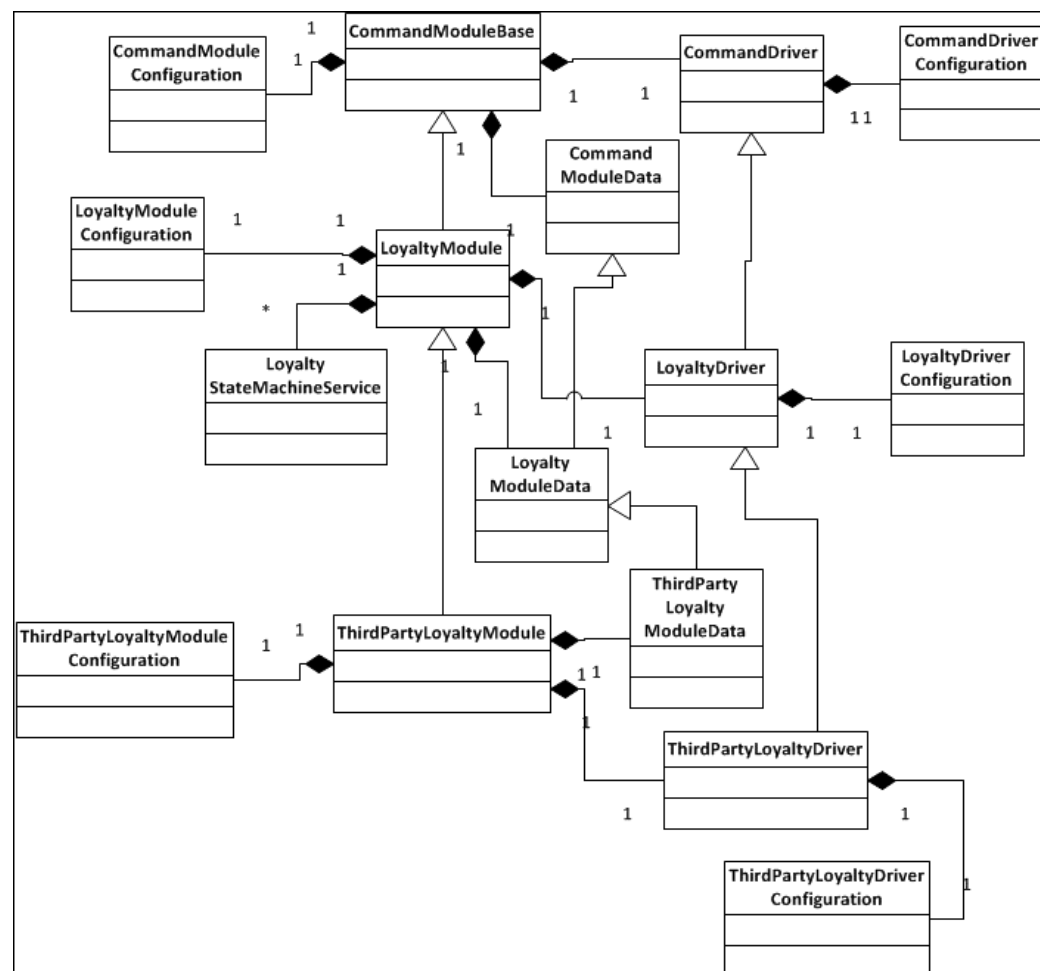 CommandModule
Configuration
1
1
CommandModuleBase
1
1
CommandDriver
CommandDriver
Configuration
1 1
1
Command
ModuleData
LoyaltyModule
Configuration
1
1
1
LoyaltyModule
1
*
1
Loyalty
StateMachineService
1
1
LoyaltyDriver
LoyaltyDriver
Configuration
1
1
1
1
Loyalty
ModuleData
ThirdParty
Loyalty
ModuleData
ThirdPartyLoyaltyModule
Configuration
1
1
ThirdPartyLoyaltyModule
1
1
1
1
ThirdPartyLoyaltyDriver
1
1
ThirdPartyLoyaltyDriver
Configuration